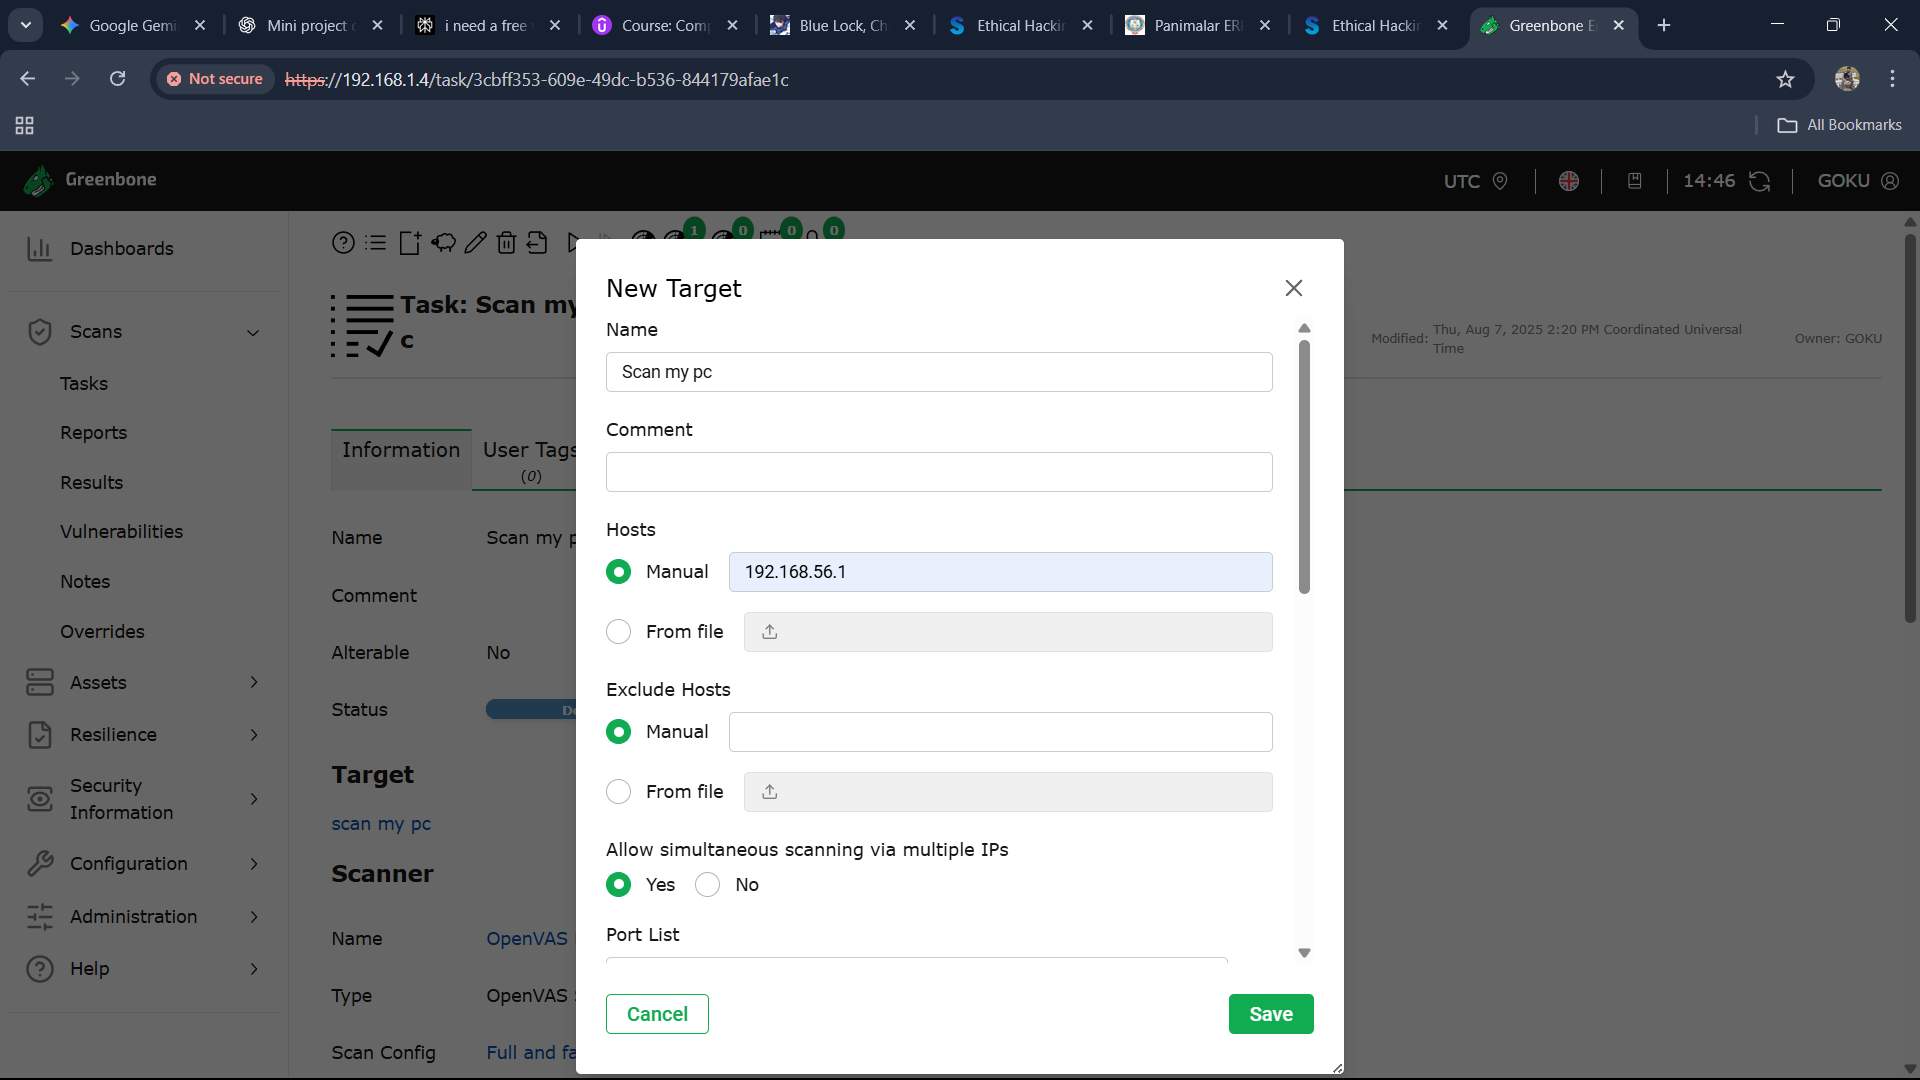 Google Gemi
Mini project c
i need a free
Course: Comp
Blue Lock, Ch
Ethical Hackin
Panimalar ERP
Ethical Hackin
Greenbone E
Not secure
https://192.168.1.4/task/3cbff353-609e-49dc-b536-844179afae1c
All Bookmarks
Greenbone
UTC
14:46
GOKU
Dashboards
Scans
Tasks
Reports
Results
Vulnerabilities
Notes
Overrides
Assets
Resilience
Security
Information
Configuration
Administration
Help
1
0
0
0
Task: Scan my
c
Modified: Thu, Aug 7, 2025 2:20 PM Coordinated Universal
Time
Owner: GOKU
Information
User Tags
(0)
Name
Scan my p
Comment
Alterable
No
Status
Do
Target
scan my pc
Scanner
Name
OpenVAS
Type
OpenVAS
Scan Config
Full and fa
New Target
Name
Scan my pc
Comment
Hosts
Manual
192.168.56.1
From file
Exclude Hosts
Manual
From file
Allow simultaneous scanning via multiple IPs
Yes
No
Port List
Cancel
Save